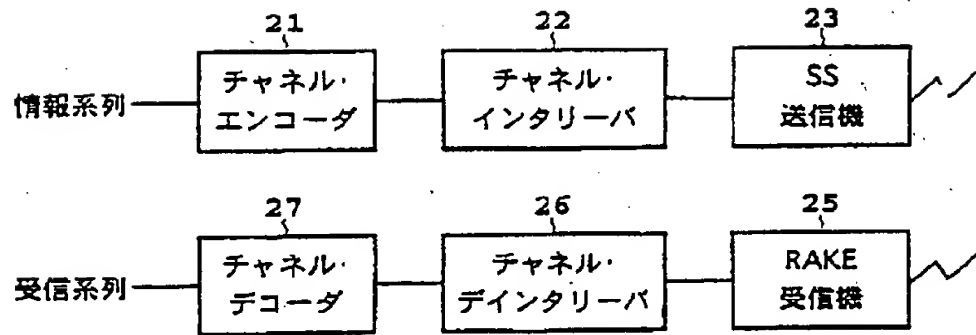 21
22
23
情報系列
チャネル・
エンコーダ
チャネル・
インタリーバ
SS
送信機
27
26
25
受信系列
チャネル・
デコーダ
チャネル・
デインタリーバ
RAKE
受信機